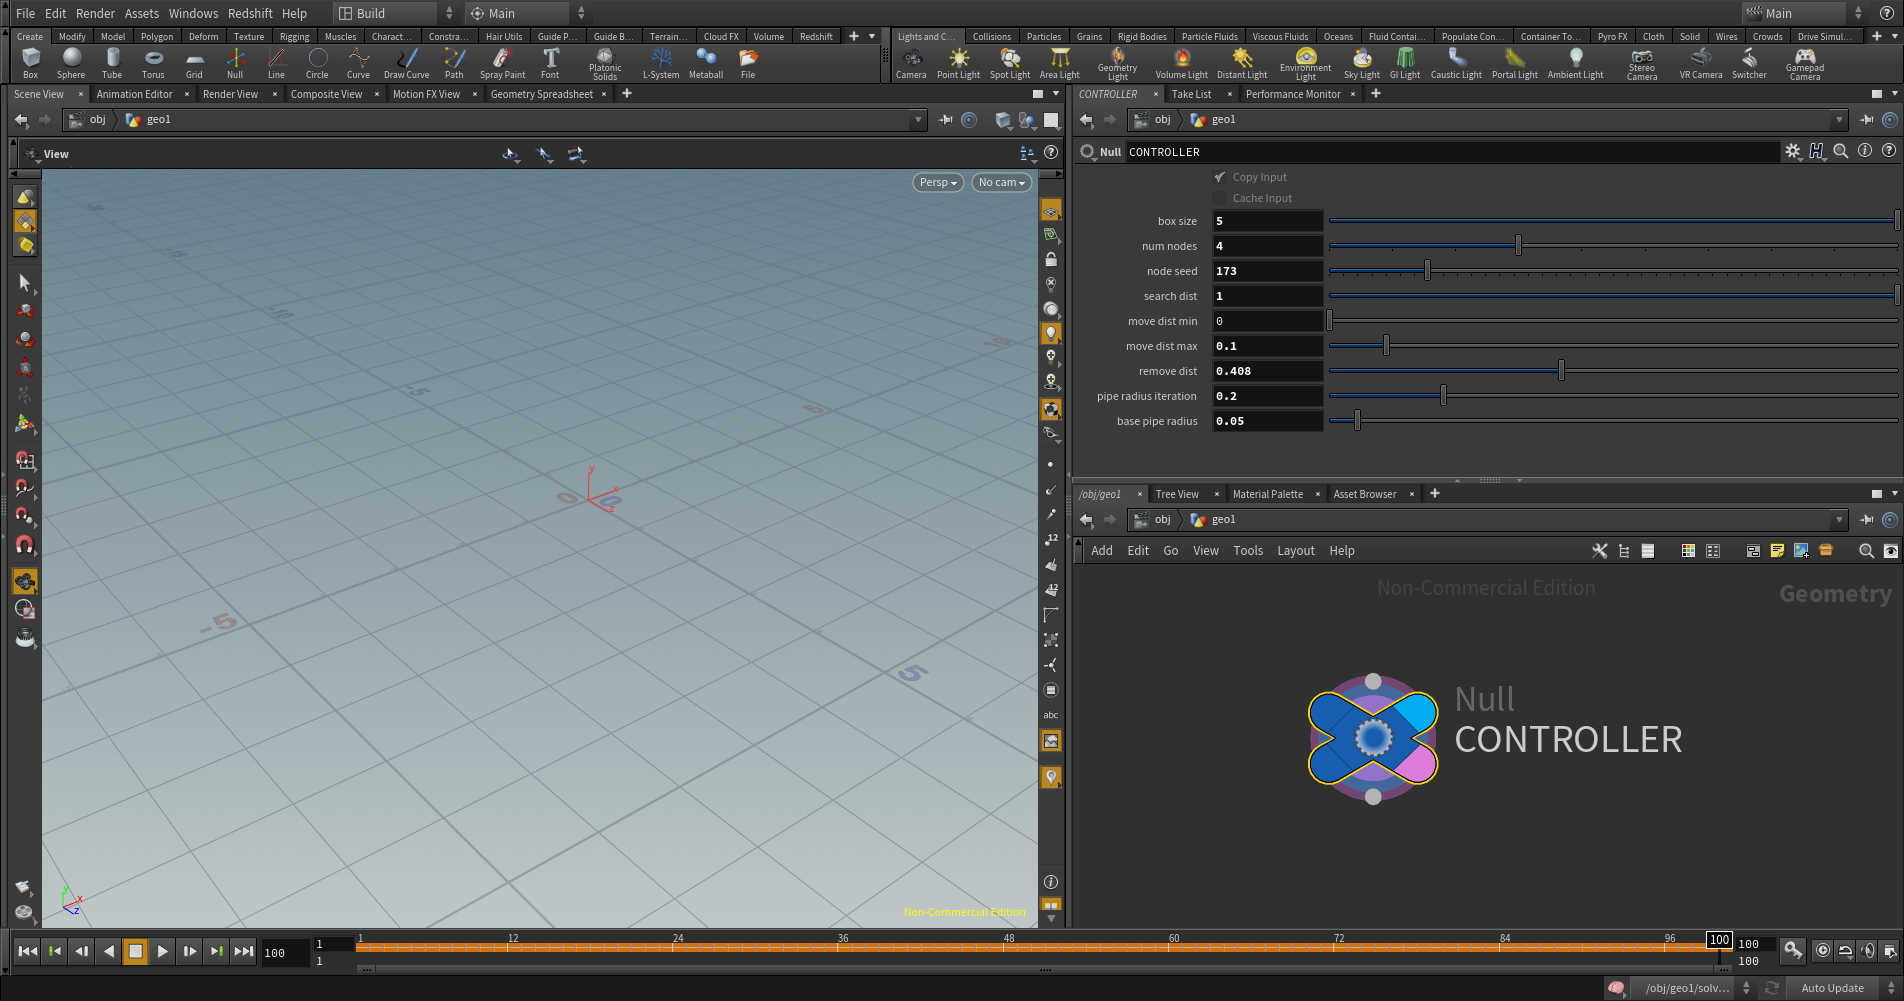 File Edit Render Assets Windows Redshift Help Build Main Main
Create Modify Model Polygon Deform Texture Rigging Muscles Charact... Constra... Hair Utils Guide P... Guide B... Terrain... Cloud FX Volume Redshift
Lights and C... Collisions Particles Grains Rigid Bodies Particle Fluids Viscous Fluids Oceans Fluid Contai... Populate Con... Container To... Pyro FX Cloth Solid Wires Crowds Drive Simul...
Box Sphere Tube Torus Grid Null Line Circle Curve Draw Curve Path Spray Paint Font Platonic Solids L-System Metaball File
Camera Point Light Spot Light Area Light Geometry Light Volume Light Distant Light Environment Light Sky Light GI Light Caustic Light Portal Light Ambient Light Stereo Camera VR Camera Switcher Gamepad Camera
Scene View Animation Editor Render View Composite View Motion FX View Geometry Spreadsheet
obj geo1
View
Persp No cam
-5
-5
5
5
0
0
y
x
z
12
12
abc
y
x
z
Non-Commercial Edition
CONTROLLER Take List Performance Monitor
obj geo1
Null CONTROLLER
Copy Input
Cache Input
box size 5
num nodes 4
node seed 173
search dist 1
move dist min 0
move dist max 0.1
remove dist 0.408
pipe radius iteration 0.2
base pipe radius 0.05
/obj/geo1 Tree View Material Palette Asset Browser
obj geo1
Add Edit Go View Tools Layout Help
Non-Commercial Edition
Geometry
Null
CONTROLLER
100 1 1 12 24 36 48 60 72 84 96 100 100
1 100
/obj/geo1/solv... Auto Update